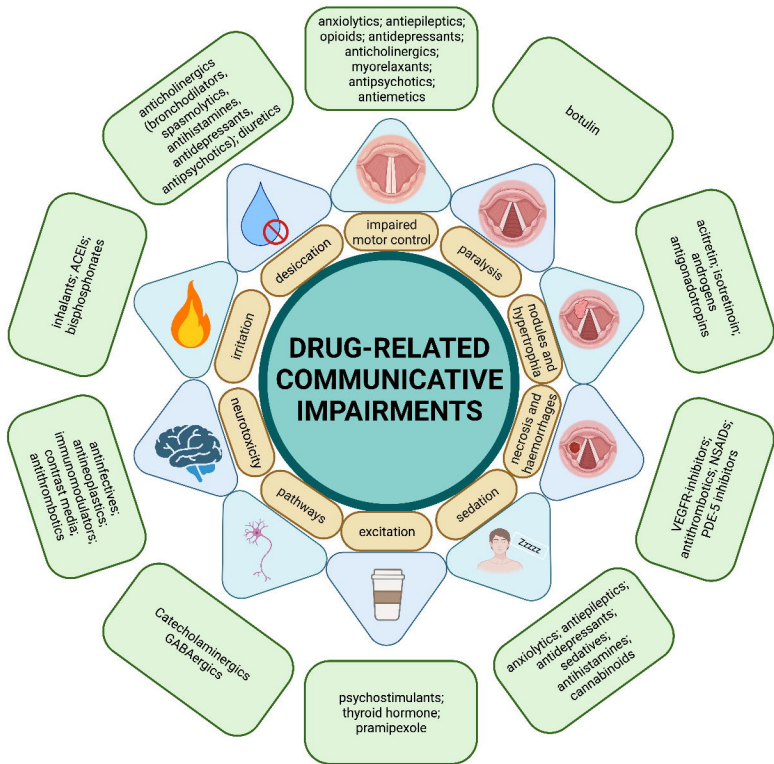 anxiolytics; antiepileptics;
opioids; antidepressants;
anticholinergics;
myorelaxants;
antipsychotics;
antiemetics
botulin
acitretin; isotretinoin;
androgens
antigonadotropins
VEGFR-inhibitors;
antithrombotics; NSAIDs;
PDE-5 inhibitors
anxiolytics; antiepileptics;
antidepressants;
sedatives;
antihistamines;
cannabinoids
psychostimulants;
thyroid hormone;
pramipexole
Catecholaminergics
GABAergics
antinfectives;
antineoplastics;
immunomodulators;
contrast media;
antithrombotics
inhalants; ACEIs;
bisphosphonates
anticholinergics
(bronchodilators,
spasmolytics,
antihistamines,
antidepressants,
antipsychotics); diuretics
impaired
motor control
paralysis
nodules and
hypertrophia
necrosis and
haemorrhages
sedation
Zzzzz
excitation
pathways
neurotoxicity
irritation
desiccation
DRUG-RELATED
COMMUNICATIVE
IMPAIRMENTS